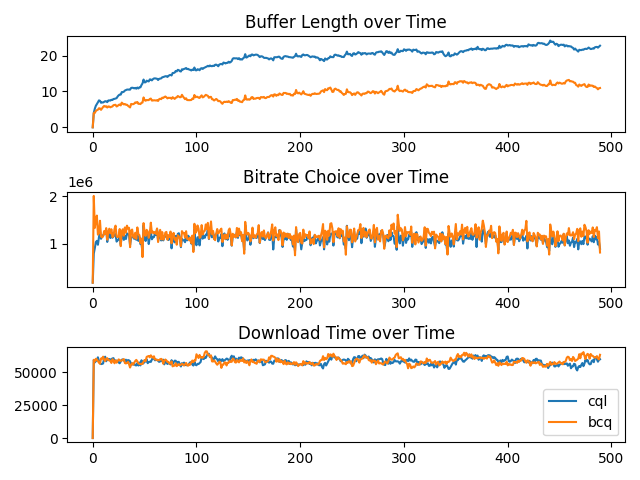 Buffer Length over Time
20
10
0
0 100 200 300 400 500
Bitrate Choice over Time
1e6
2
1
0 100 200 300 400 500
Download Time over Time
50000
25000
0
cql
bcq
0 100 200 300 400 500